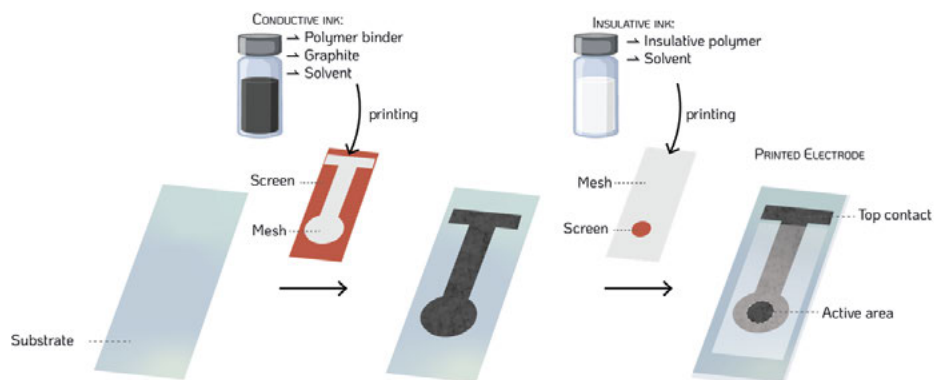 Conductive ink:
⇀ Polymer binder
⇀ Graphite
⇀ Solvent
printing
Screen
Mesh
Substrate
Insulative ink:
⇀ Insulative polymer
⇀ Solvent
printing
Mesh
Screen
Printed Electrode
Top contact
Active area